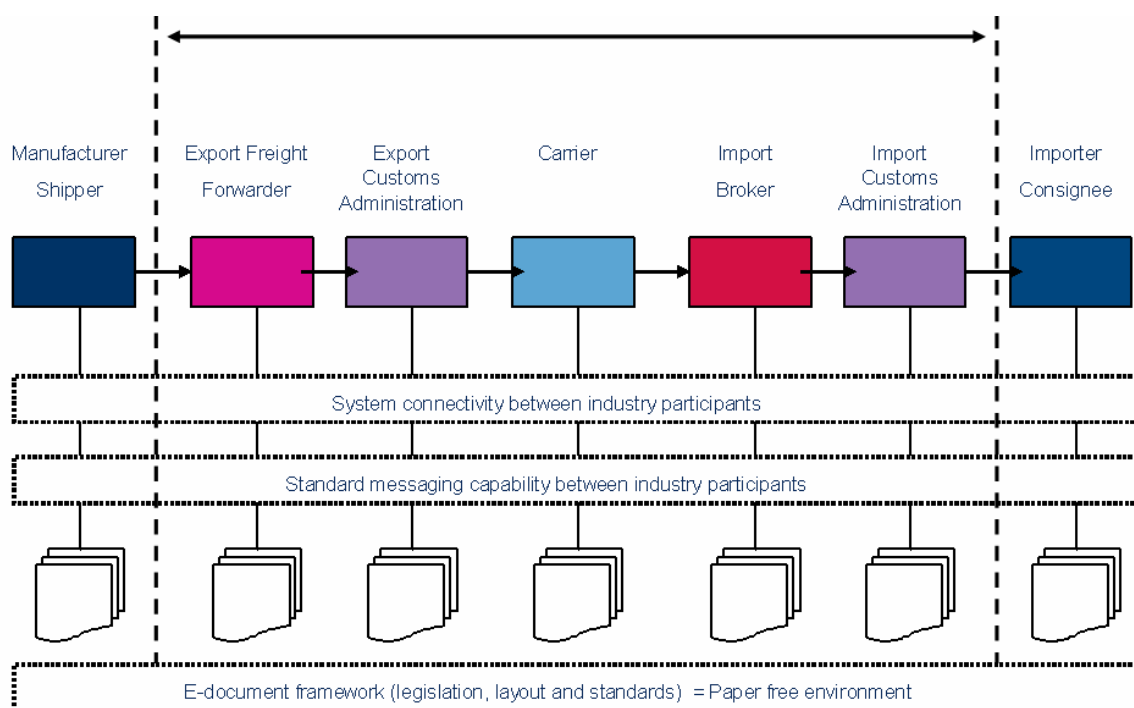 Manufacturer
Shipper
Export Freight
Forwarder
Export
Customs
Administration
Carrier
Import
Broker
Import
Customs
Administration
Importer
Consignee
System connectivity between industry participants
Standard messaging capability between industry participants
E-document framework (legislation, layout and standards) = Paper free environment